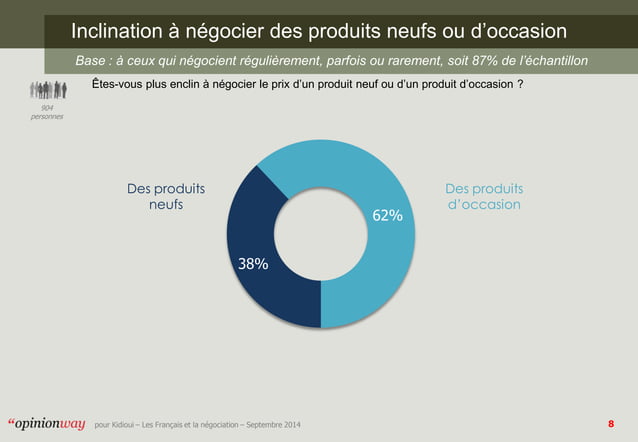 Inclination à négocier des produits neufs ou d’occasion
Base : à ceux qui négocient régulièrement, parfois ou rarement, soit 87% de l’échantillon
Êtes-vous plus enclin à négocier le prix d’un produit neuf ou d’un produit d’occasion ?
904
personnes
Des produits
neufs
Des produits
d’occasion
62%
38%
“opinionway
pour Kidioui – Les Français et la négociation – Septembre 2014
8